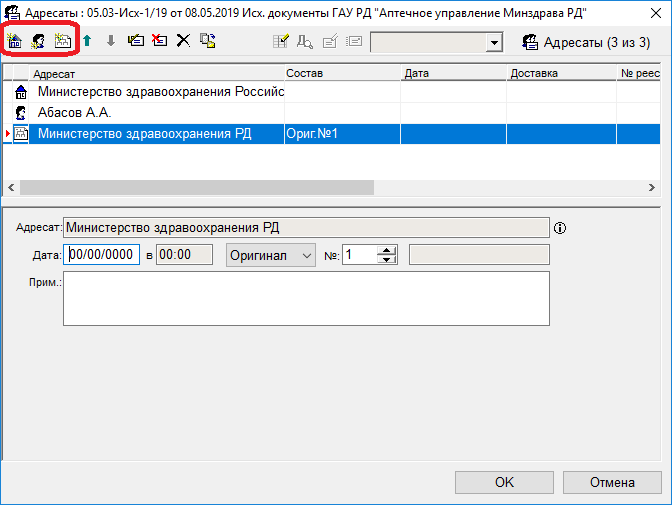 Адресаты : 05.03-Исх-1/19 от 08.05.2019 Исх. документы ГАУ РД "Аптечное управление Минздрава РД"
Адресаты (3 из 3)
Адресат Состав Дата Доставка № реес
Министерство здравоохранения Российс
Абасов А.А.
Министерство здравоохранения РД Ориг.№1
Адресат: Министерство здравоохранения РД
Дата: 00/00/0000 в 00:00 Оригинал №: 1
Прим.:
OK Отмена